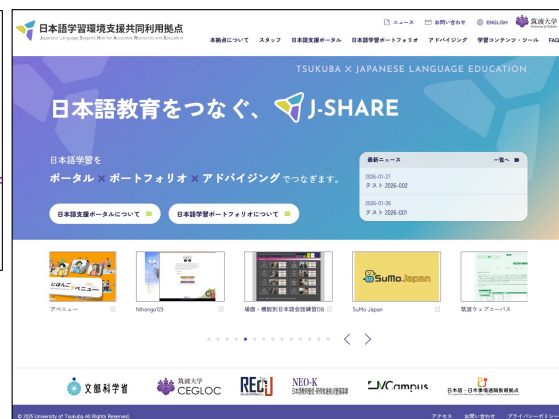 日本語学習環境支援共同利用拠点
Japanese Language Support Hub for Accessible Resources and Education
ニュース
お問い合わせ
ENGLISH
筑波大学
本拠点について
スタッフ
日本語支援ポータル
日本語学習ポートフォリオ
アドバイジング
学習コンテンツ・ツール
FAQ
TSUKUBA × JAPANESE LANGUAGE EDUCATION
日本語教育をつなぐ、 J-SHARE
日本語学習を
ポータル × ポートフォリオ × アドバイジング でつなぎます。
日本語支援ポータルについて
日本語学習ポートフォリオについて
最新ニュース
一覧へ
2026-01-27
テスト 2026-002
2026-01-26
テスト 2026-001
にほんご
アベニュー
SuMo Japan
アベニュー
Nihongo123
場面・機能別日本語会話練習DB
SuMo Japan
筑波ウェブコーパス
文部科学省
筑波大学
CEGLOC
NEO-K
Campus
日本語・日本事情遠隔教育拠点
© 2025 University of Tsukuba All Rights Reserved.
アクセス
お問い合わせ
プライバシーポリシー